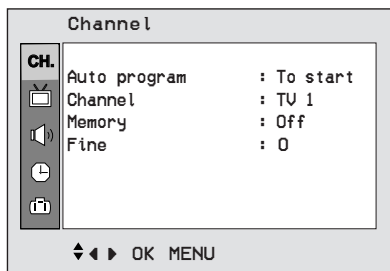 Channel
CH.
Auto program : To start
Channel : TV 1
Memory : Off
Fine : 0
OK MENU